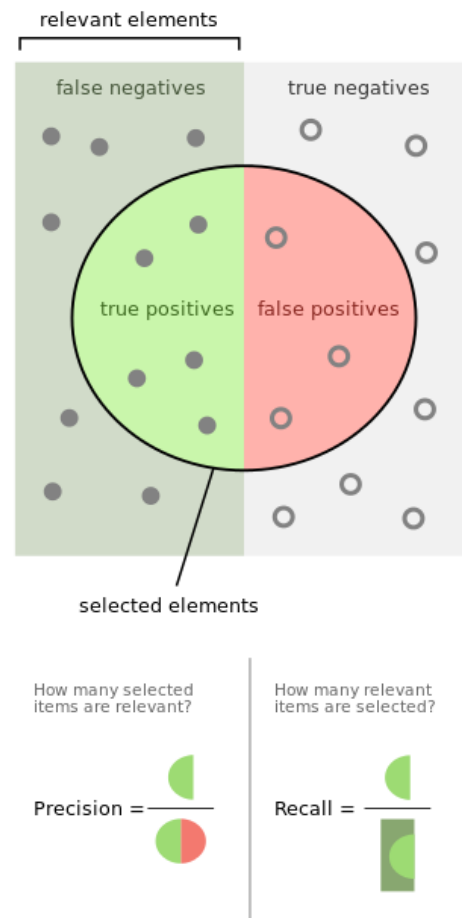 relevant elements
false negatives
true negatives
true positives
false positives
selected elements
How many selected
items are relevant?
How many relevant
items are selected?
Precision =
Recall =